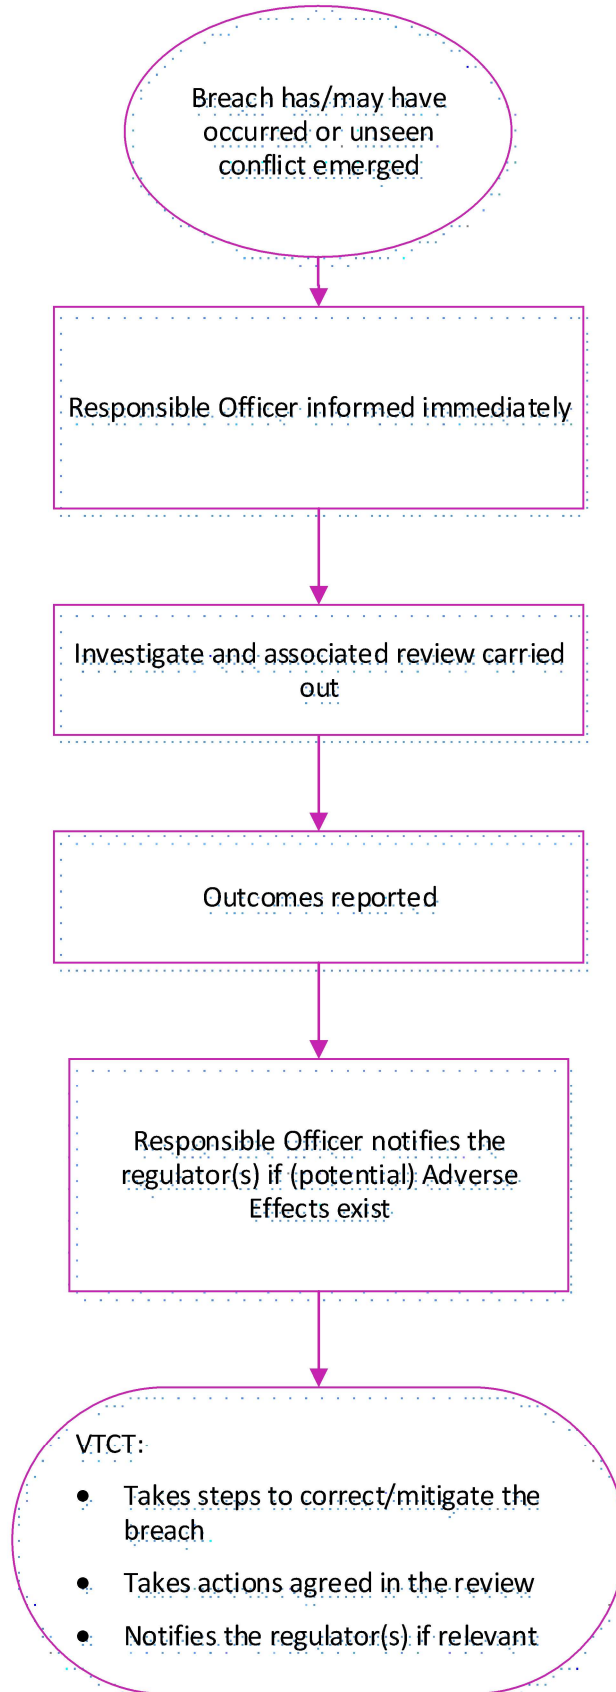 Breach has/may have
occurred or unseen
conflict emerged
Responsible Officer informed immediately
Investigate and associated review carried
out
Outcomes reported
Responsible Officer notifies the
regulator(s) if (potential) Adverse
Effects exist
VTCT:
• Takes steps to correct/mitigate the
breach
• Takes actions agreed in the review
• Notifies the regulator(s) if relevant